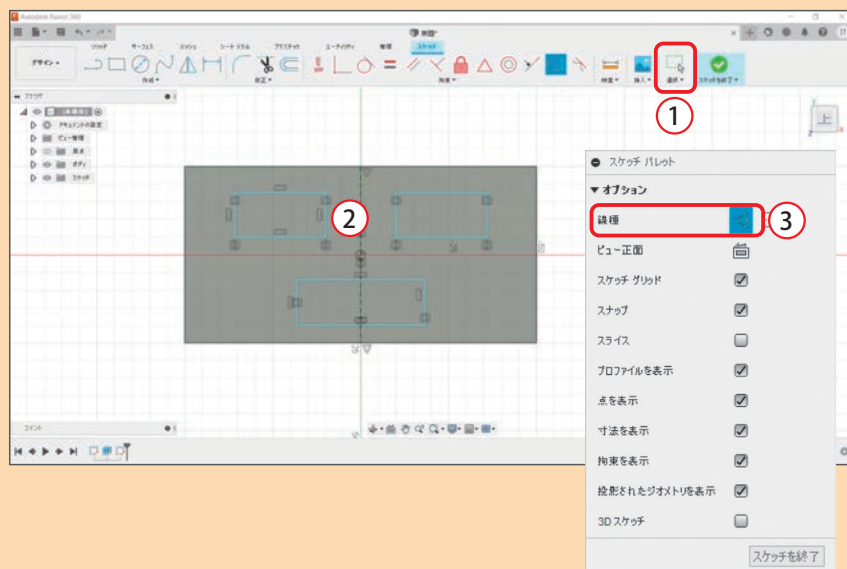 Autodesk Fusion 360
無題*
ソリッド サーフェス メッシュ シート メタル プラスチック ユーティリティ 管理 スケッチ
デザイン
作成 修正 拘束 検査 挿入 選択 スケッチを終了
1
ブラウザ
(未保存)
ドキュメントの設定
ビュー管理
原点
ボディ
スケッチ
上
2
コメント
スケッチ パレット
オプション
線種
3
ビュー正面
スケッチ グリッド
スナップ
スライス
プロファイルを表示
点を表示
寸法を表示
拘束を表示
投影されたジオメトリを表示
3D スケッチ
スケッチを終了